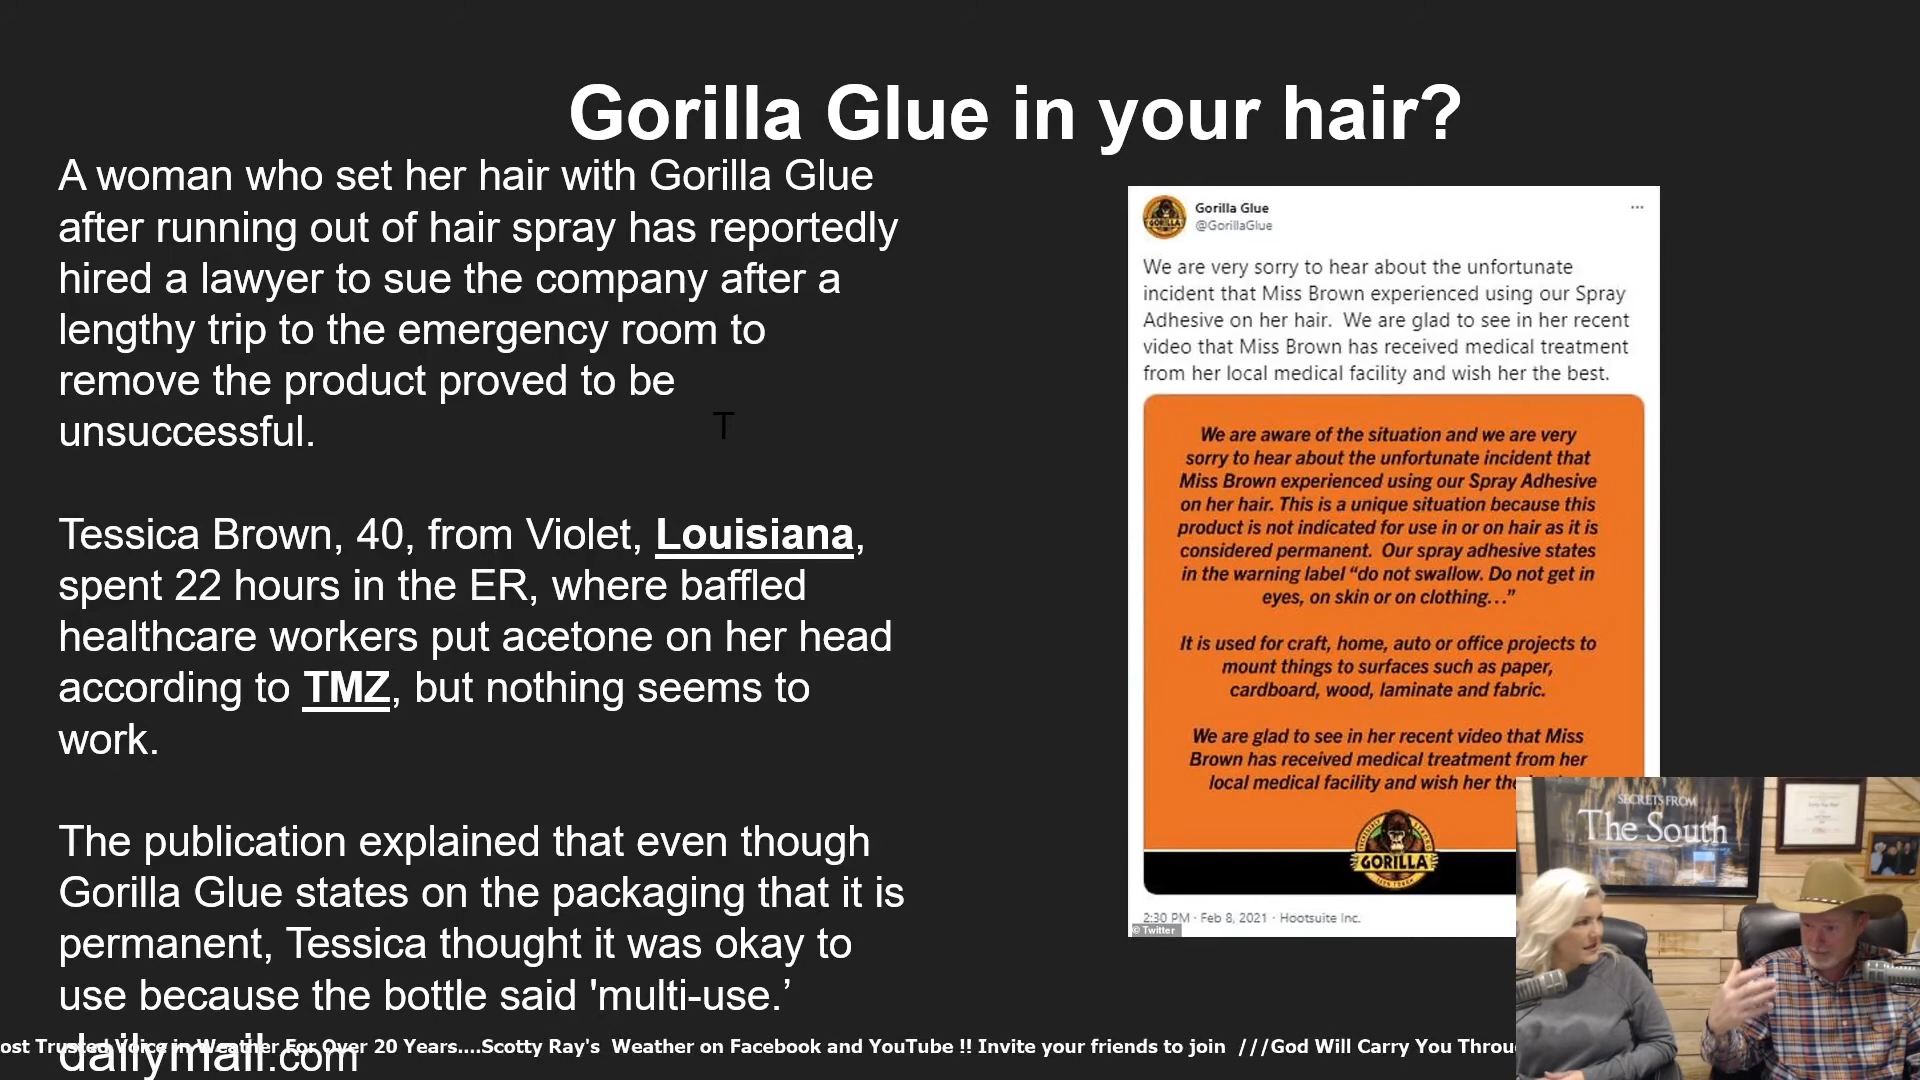 Gorilla Glue in your hair?
A woman who set her hair with Gorilla Glue
after running out of hair spray has reportedly
hired a lawyer to sue the company after a
lengthy trip to the emergency room to
remove the product proved to be
unsuccessful.
T
Tessica Brown, 40, from Violet, Louisiana,
spent 22 hours in the ER, where baffled
healthcare workers put acetone on her head
according to TMZ, but nothing seems to
work.
The publication explained that even though
Gorilla Glue states on the packaging that it is
permanent, Tessica thought it was okay to
use because the bottle said 'multi-use.’
dailymail.com
Gorilla Glue
@GorillaGlue
We are very sorry to hear about the unfortunate
incident that Miss Brown experienced using our Spray
Adhesive on her hair. We are glad to see in her recent
video that Miss Brown has received medical treatment
from her local medical facility and wish her the best.
We are aware of the situation and we are very
sorry to hear about the unfortunate incident that
Miss Brown experienced using our Spray Adhesive
on her hair. This is a unique situation because this
product is not indicated for use in or on hair as it is
considered permanent. Our spray adhesive states
in the warning label “do not swallow. Do not get in
eyes, on skin or on clothing…”
It is used for craft, home, auto or office projects to
mount things to surfaces such as paper,
cardboard, wood, laminate and fabric.
We are glad to see in her recent video that Miss
Brown has received medical treatment from her
local medical facility and wish her the
GORILLA
2:30 PM · Feb 8, 2021 · Hootsuite Inc.
© Twitter
SECRETS FROM
The South
ost Trusted Voice in Weather For Over 20 Years....Scotty Ray's Weather on Facebook and YouTube !! Invite your friends to join ///God Will Carry You Throu